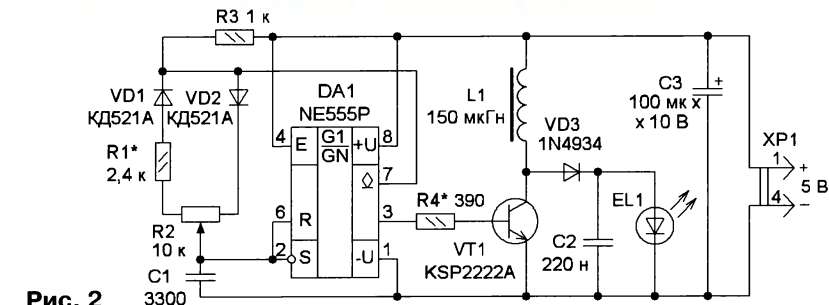 R3 1 к
VD1
КД521А
VD2
КД521А
R1*
2,4 к
R2
10 к
C1
3300
DA1
NE555P
E
G1
GN
+U
R
S
-U
4
8
7
6
3
2
1
R4* 390
L1
150 мкГн
VD3
1N4934
VT1
KSP2222A
C2
220 н
EL1
C3
100 мк х
х 10 В
+
XP1
1
+
5 В
4
–
Рис. 2